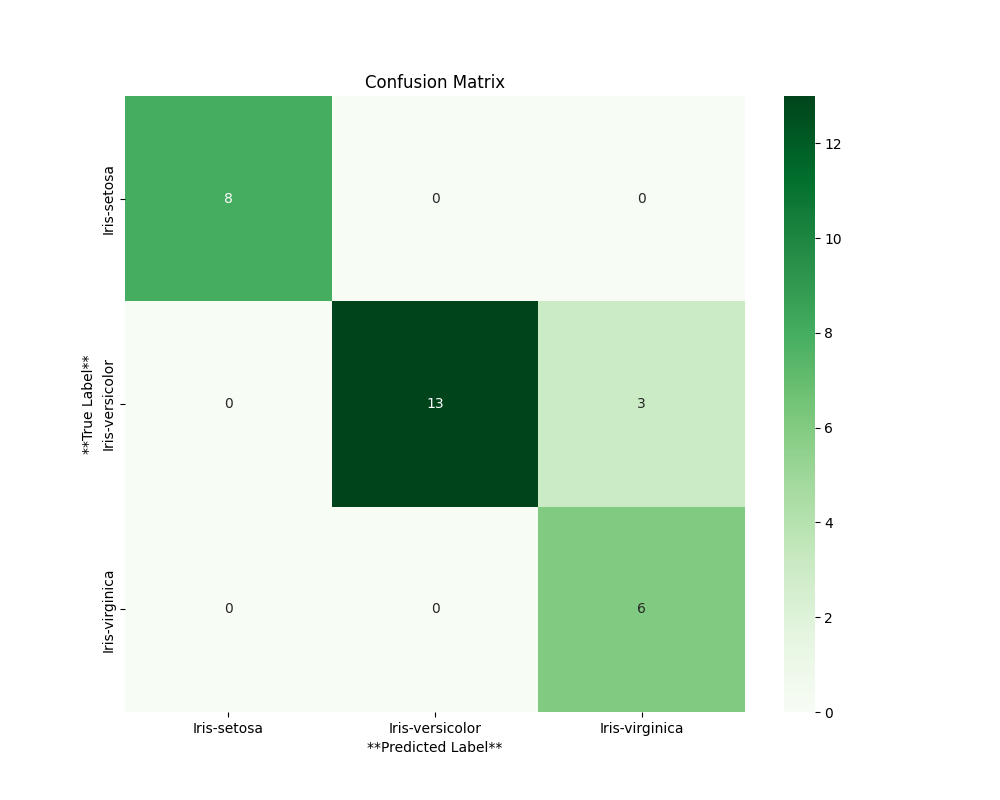 Confusion Matrix
Iris-setosa
8 0 0
**True Label**
Iris-versicolor
0 13 3
Iris-virginica
0 0 6
Iris-setosa Iris-versicolor Iris-virginica
**Predicted Label**
12
10
8
6
4
2
0